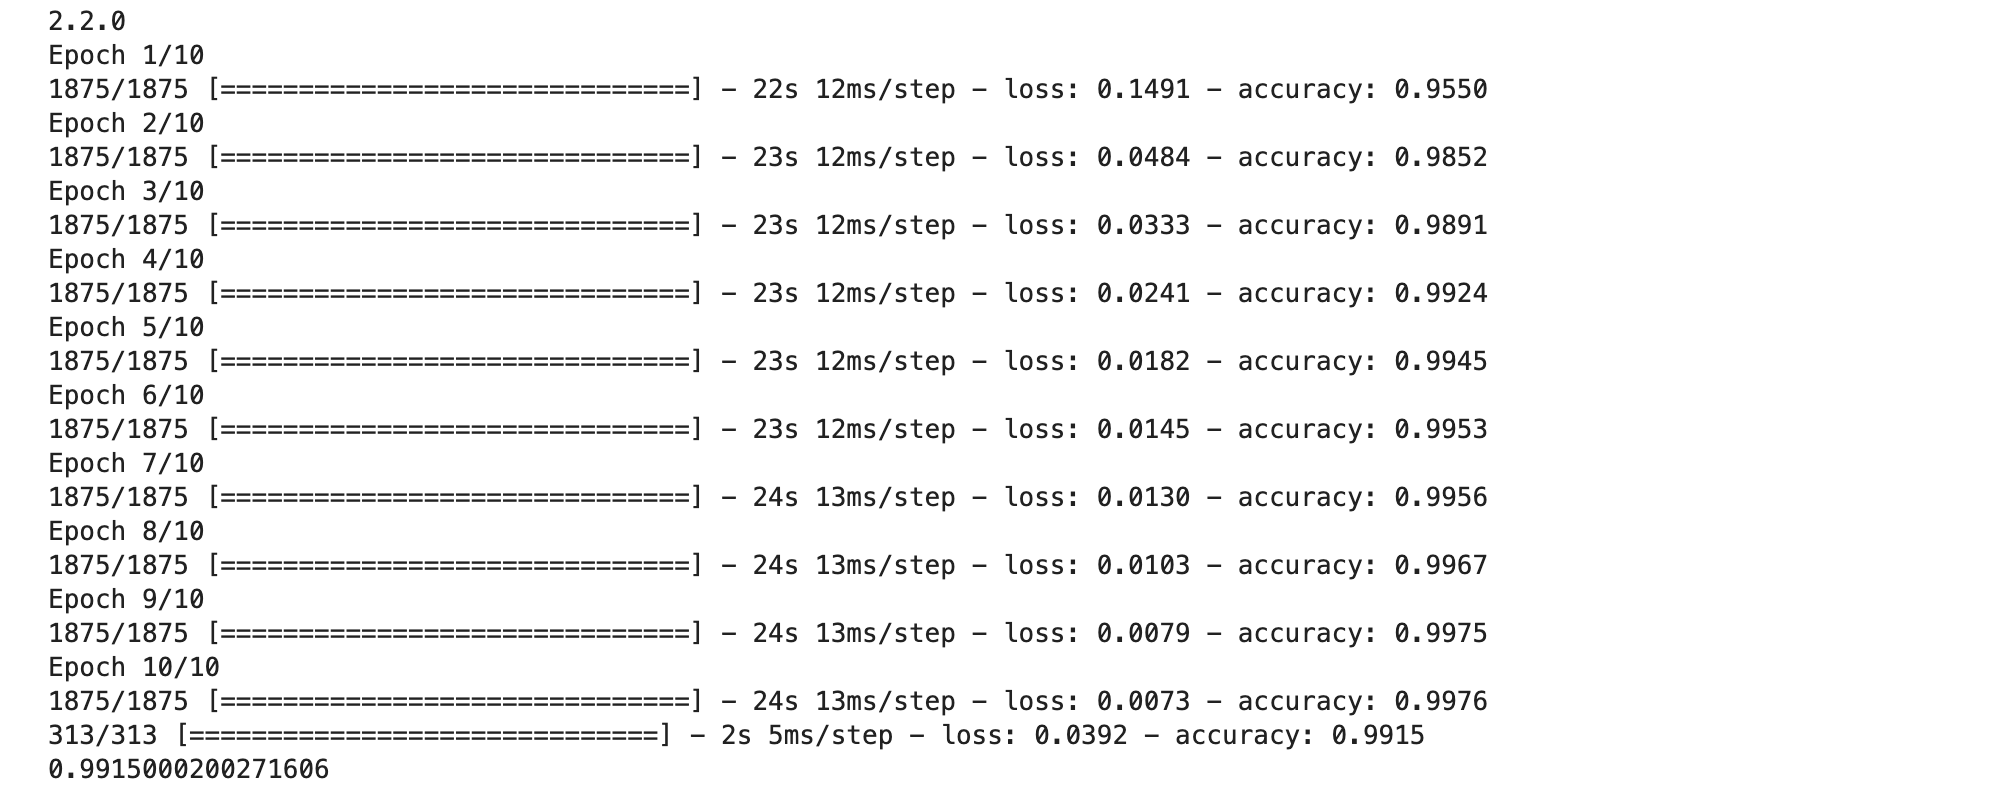 2.2.0
Epoch 1/10
1875/1875 [==============================] - 22s 12ms/step - loss: 0.1491 - accuracy: 0.9550
Epoch 2/10
1875/1875 [==============================] - 23s 12ms/step - loss: 0.0484 - accuracy: 0.9852
Epoch 3/10
1875/1875 [==============================] - 23s 12ms/step - loss: 0.0333 - accuracy: 0.9891
Epoch 4/10
1875/1875 [==============================] - 23s 12ms/step - loss: 0.0241 - accuracy: 0.9924
Epoch 5/10
1875/1875 [==============================] - 23s 12ms/step - loss: 0.0182 - accuracy: 0.9945
Epoch 6/10
1875/1875 [==============================] - 23s 12ms/step - loss: 0.0145 - accuracy: 0.9953
Epoch 7/10
1875/1875 [==============================] - 24s 13ms/step - loss: 0.0130 - accuracy: 0.9956
Epoch 8/10
1875/1875 [==============================] - 24s 13ms/step - loss: 0.0103 - accuracy: 0.9967
Epoch 9/10
1875/1875 [==============================] - 24s 13ms/step - loss: 0.0079 - accuracy: 0.9975
Epoch 10/10
1875/1875 [==============================] - 24s 13ms/step - loss: 0.0073 - accuracy: 0.9976
313/313 [==============================] - 2s 5ms/step - loss: 0.0392 - accuracy: 0.9915
0.9915000200271606